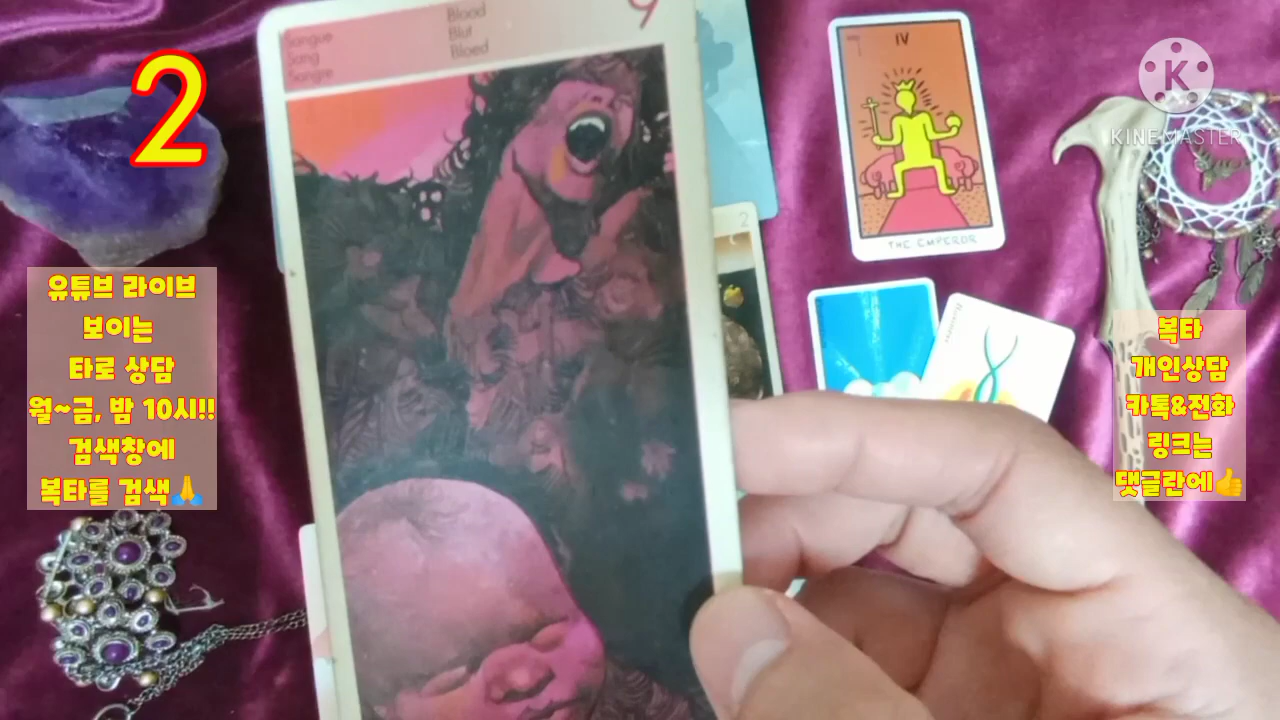 2
Sangue
Sang
Sangre
Blood
Blut
Bloed
9
IV
THE EMPEROR
2
K
KINEMASTER
유튜브 라이브
보이는
타로 상담
월~금, 밤 10시!!
검색창에
복타를 검색🙏
복타
개인상담
카톡&전화
링크는
댓글란에👍